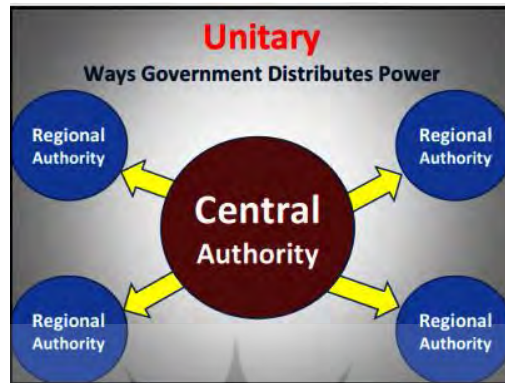 Unitary
Ways Government Distributes Power
Regional
Authority
Regional
Authority
Central
Authority
Regional
Authority
Regional
Authority